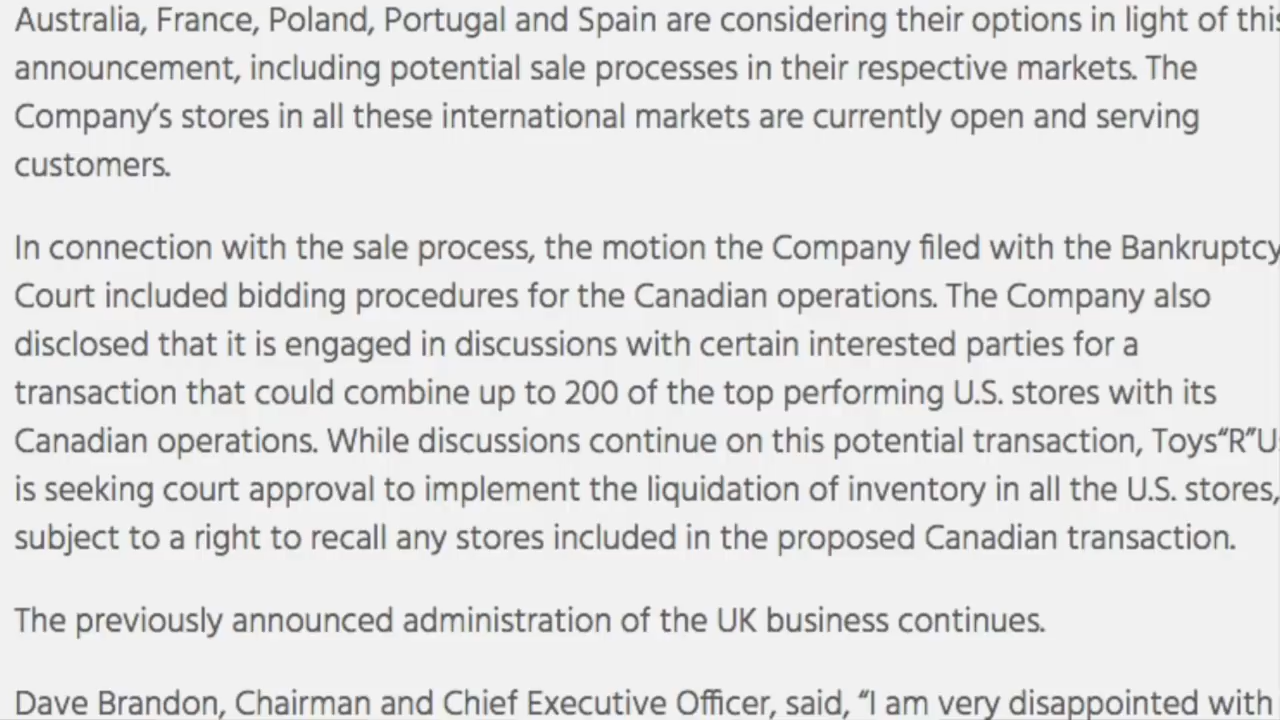 Australia, France, Poland, Portugal and Spain are considering their options in light of this
announcement, including potential sale processes in their respective markets. The
Company’s stores in all these international markets are currently open and serving
customers.
In connection with the sale process, the motion the Company filed with the Bankruptcy
Court included bidding procedures for the Canadian operations. The Company also
disclosed that it is engaged in discussions with certain interested parties for a
transaction that could combine up to 200 of the top performing U.S. stores with its
Canadian operations. While discussions continue on this potential transaction, Toys“R”Us
is seeking court approval to implement the liquidation of inventory in all the U.S. stores,
subject to a right to recall any stores included in the proposed Canadian transaction.
The previously announced administration of the UK business continues.
Dave Brandon, Chairman and Chief Executive Officer, said, “I am very disappointed with